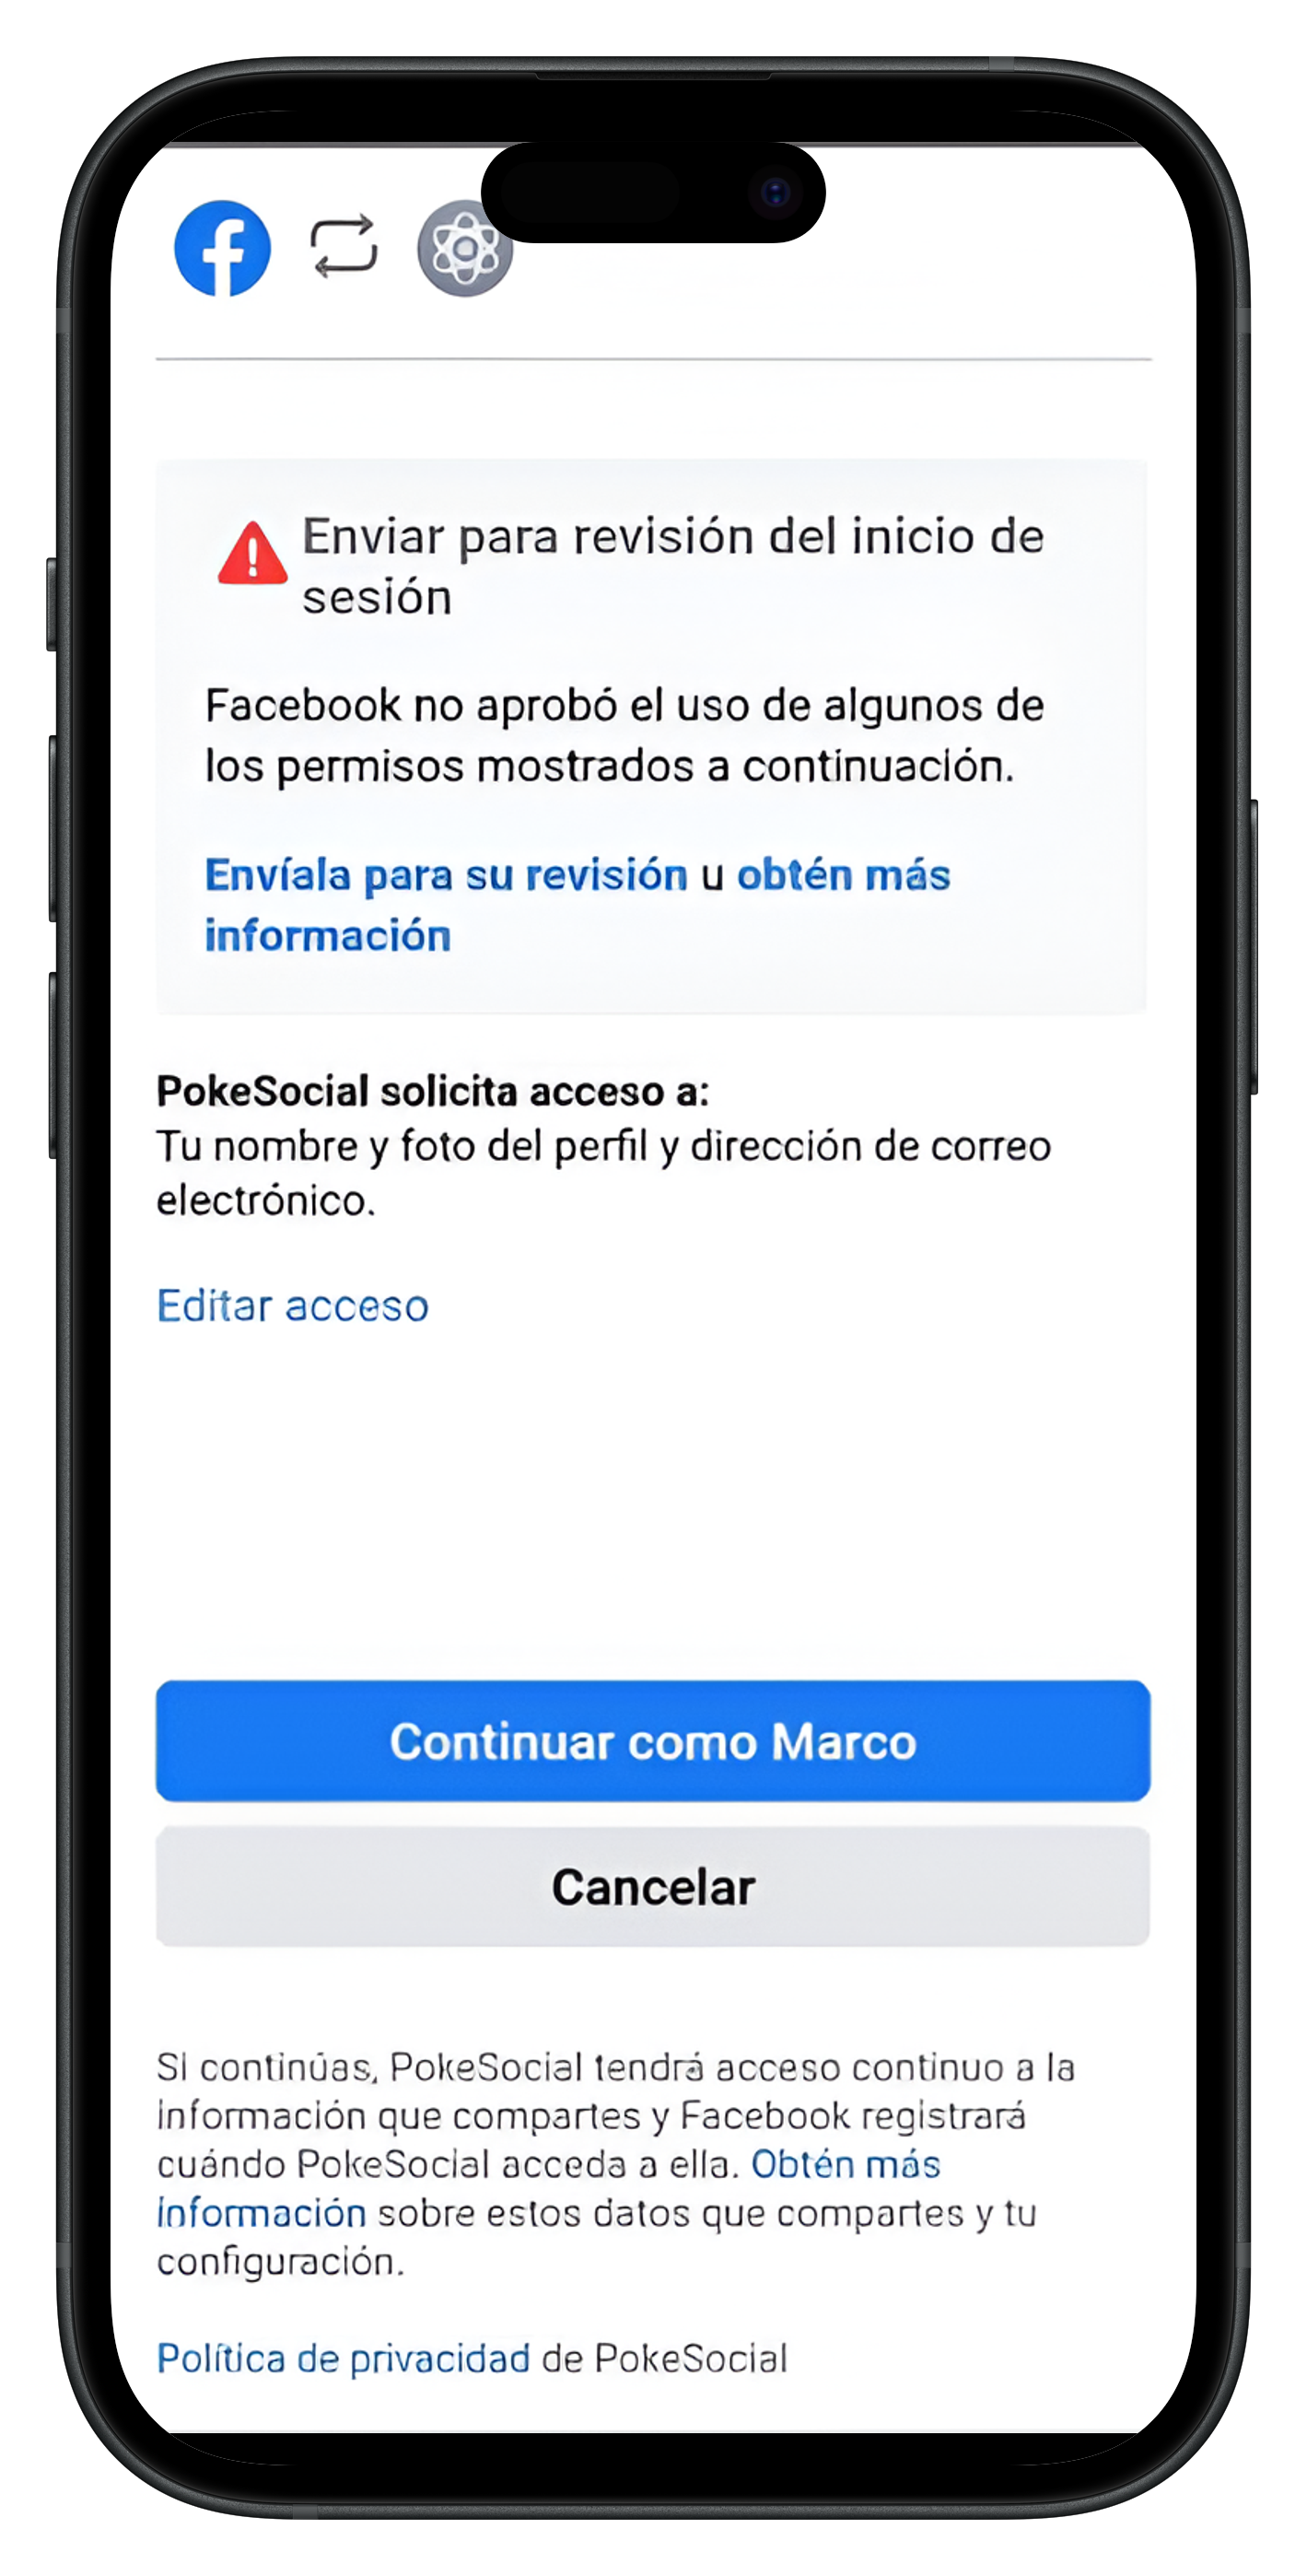 Enviar para revisión del inicio de
sesión
Facebook no aprobó el uso de algunos de
los permisos mostrados a continuación.
Envíala para su revisión u obtén más
información
PokeSocial solicita acceso a:
Tu nombre y foto del perfil y dirección de correo
electrónico.
Editar acceso
Continuar como Marco
Cancelar
Si continúas, PokeSocial tendrá acceso continuo a la
información que compartes y Facebook registrará
cuándo PokeSocial acceda a ella. Obtén más
información sobre estos datos que compartes y tu
configuración.
Política de privacidad de PokeSocial